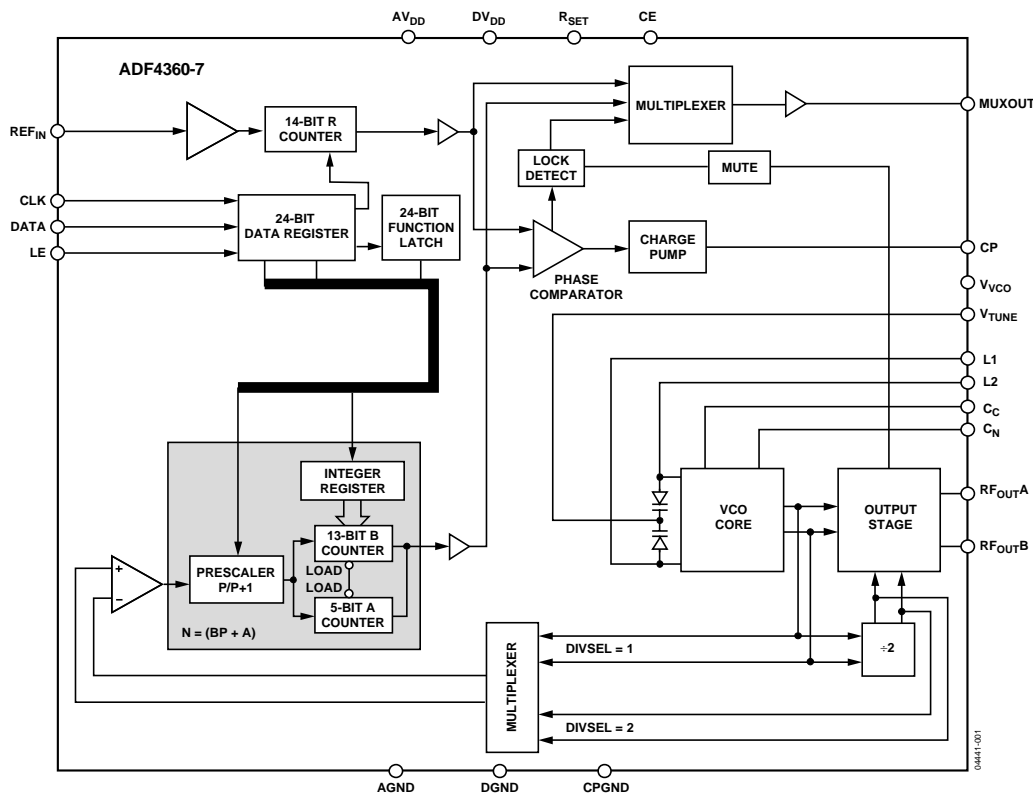 AVDD
DVDD
RSET
CE
ADF4360-7
MULTIPLEXER
MUXOUT
REFIN
14-BIT R
COUNTER
LOCK
DETECT
MUTE
CLK
DATA
LE
24-BIT
DATA REGISTER
24-BIT
FUNCTION
LATCH
CHARGE
PUMP
CP
PHASE
COMPARATOR
VVCO
VTUNE
L1
L2
CC
CN
INTEGER
REGISTER
RFOUTA
VCO
CORE
OUTPUT
STAGE
13-BIT B
COUNTER
RFOUTB
+
−
PRESCALER
P/P+1
LOAD
LOAD
5-BIT A
COUNTER
N = (BP + A)
MULTIPLEXER
DIVSEL = 1
÷2
DIVSEL = 2
04441-001
AGND
DGND
CPGND